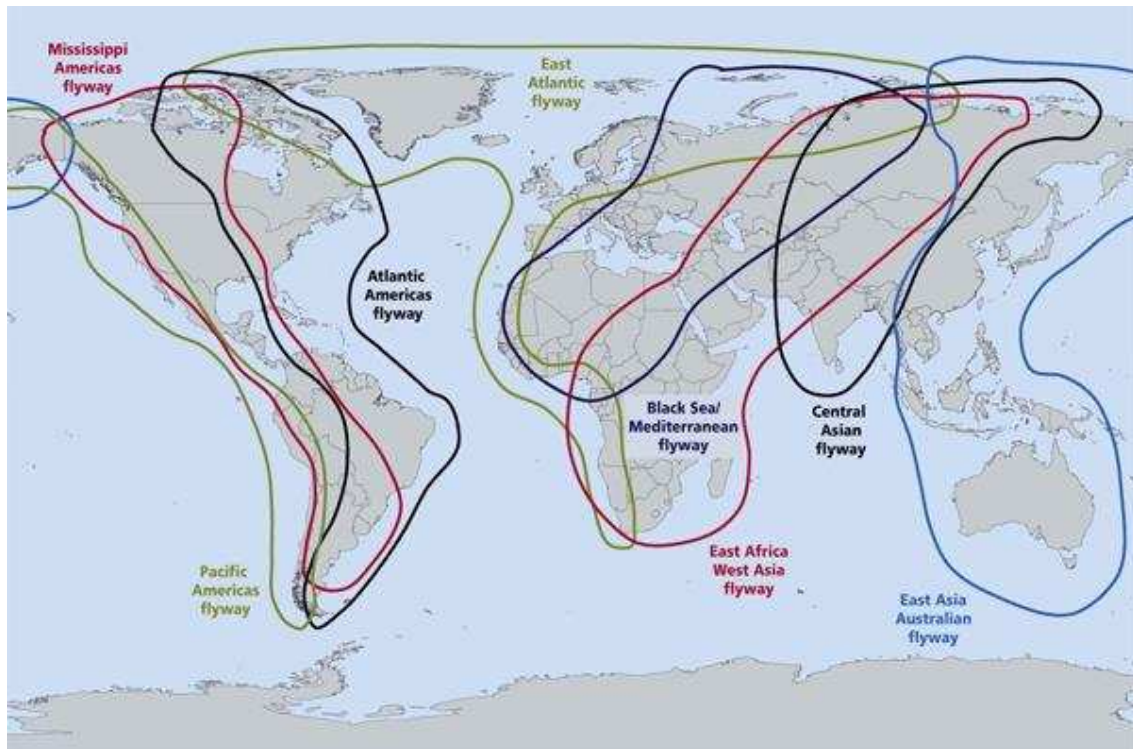 Mississippi
Americas
flyway
East
Atlantic
flyway
Atlantic
Americas
flyway
Black Sea/
Mediterranean
flyway
Central
Asian
flyway
East Africa
West Asia
flyway
Pacific
Americas
flyway
East Asia
Australian
flyway